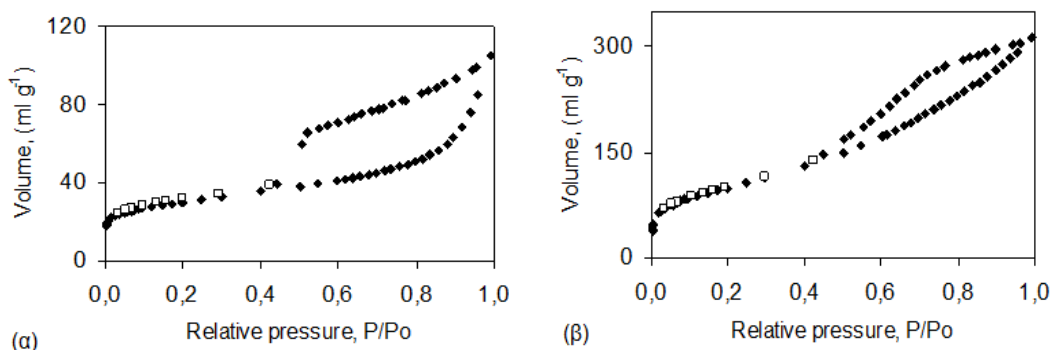 120
80
40
0
Volume, (ml g-1)
0,0 0,2 0,4 0,6 0,8 1,0
Relative pressure, P/Po
(α)
300
150
0
Volume, (ml g-1)
0,0 0,2 0,4 0,6 0,8 1,0
Relative pressure, P/Po
(β)